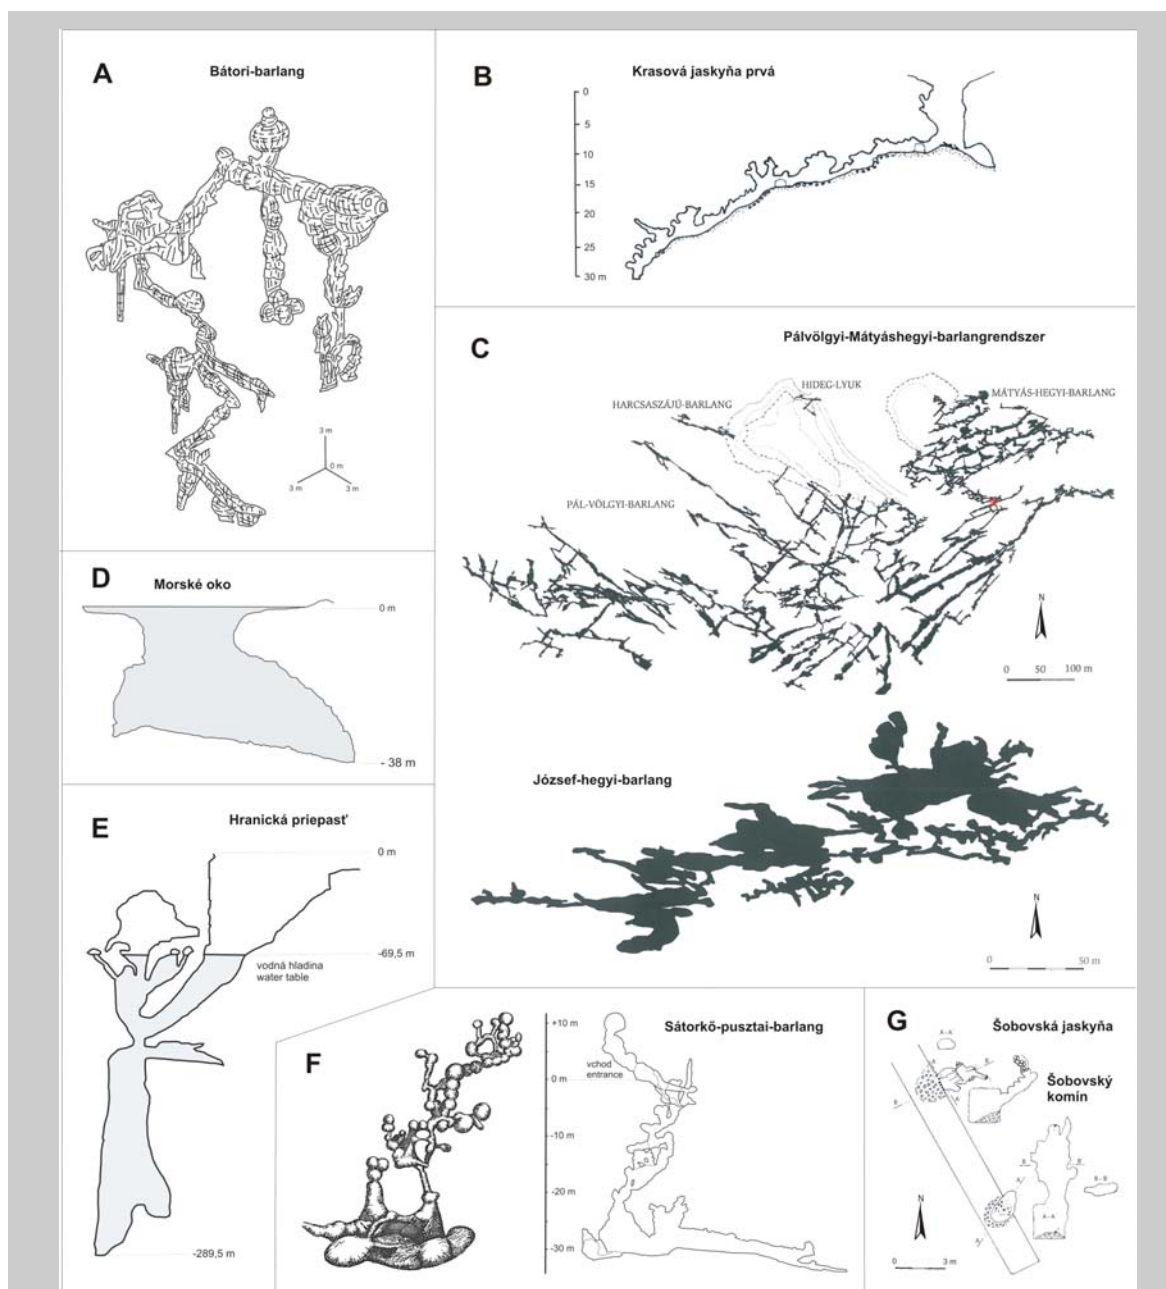 A
Bátori-barlang
3 m
0 m
3 m
3 m
B
Krasová jaskyňa prvá
0
5
10
15
20
25
30 m
C
Pálvölgyi-Mátyáshegyi-barlangrendszer
HIDEG-LYUK
HARCSASZÁJÚ-BARLANG
MÁTYÁS-HEGYI-BARLANG
PÁL-VÖLGYI-BARLANG
N
0 50 100 m
József-hegyi-barlang
N
0 50 m
D
Morské oko
0 m
- 38 m
E
Hranická priepasť
0 m
-69,5 m
vodná hladina
water table
-289,5 m
F
Sátorkö-pusztai-barlang
+10 m
vchod
entrance
0 m
-10 m
-20 m
-30 m
G
Šobovská jaskyňa
A - A
A
B
B
A
Šobovský
komín
B
B
A
A - A
B - B
A
N
0 3 m